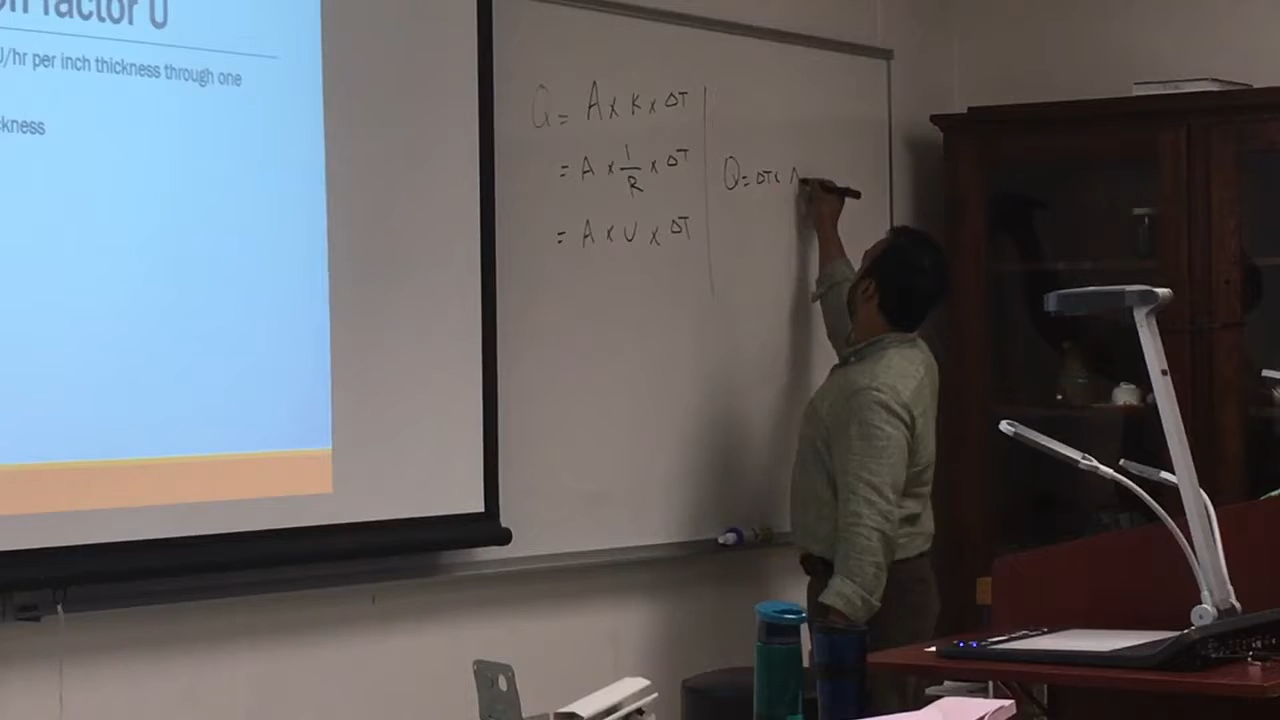 factor U
/hr per inch thickness through one
ckness
Q = A x K x ΔT
= A x 1/R x ΔT
= A x U x ΔT
Q = ΔT x A